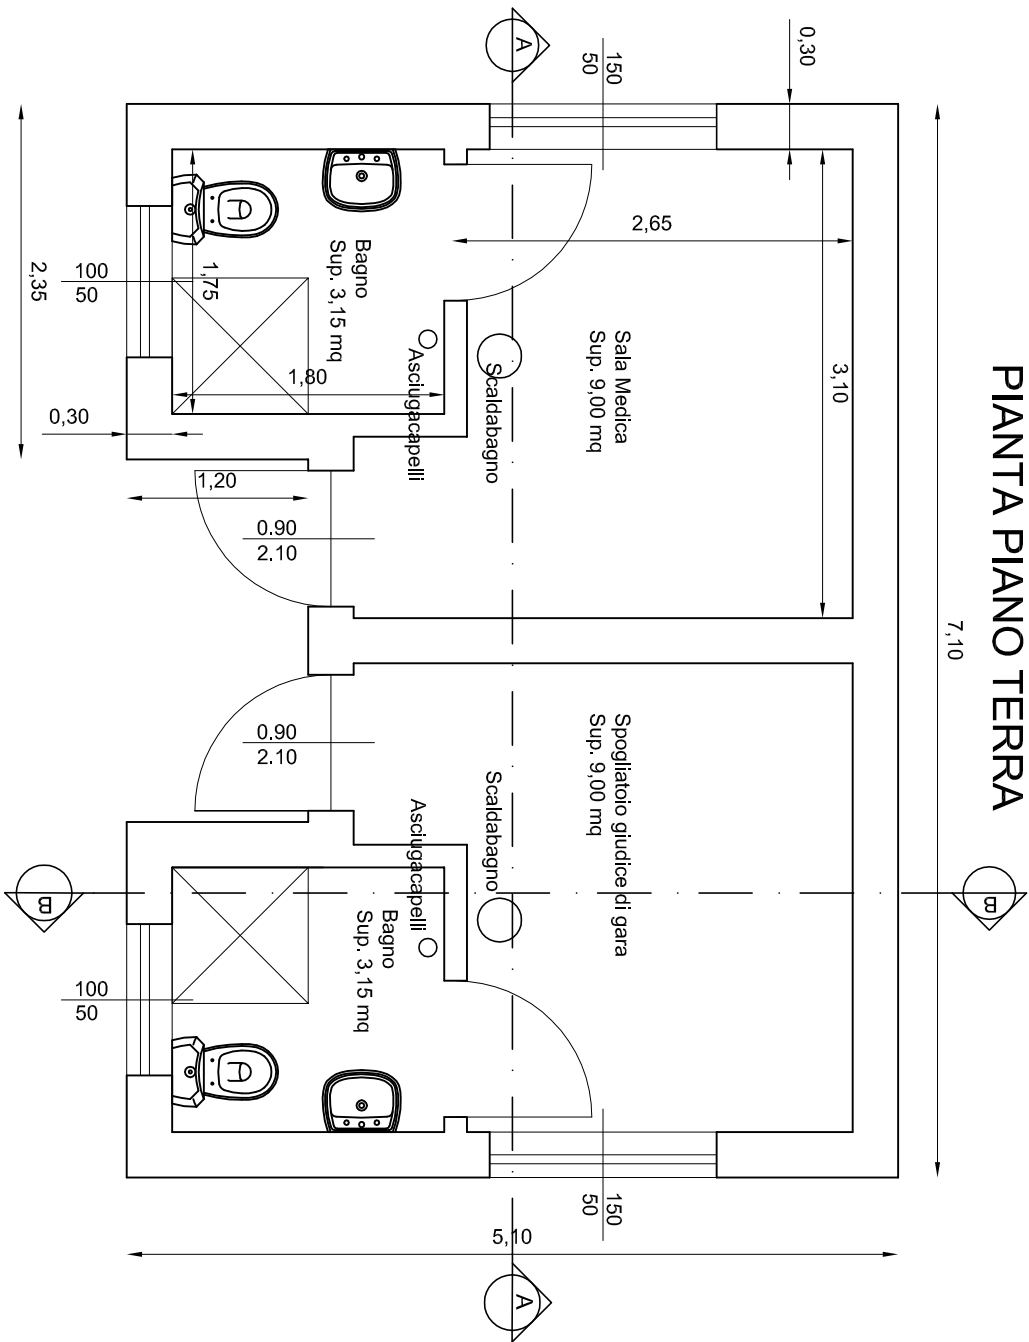 PIANTA PIANO TERRA
7,10
5,10
0,30
3,10
2,65
150
50
A
Sala Medica
Sup. 9,00 mq
Scaldabagno
Asciugacapelli
Bagno
Sup. 3,15 mq
1,75
1,80
100
50
2,35
0,30
1,20
0.90
2.10
0.90
2.10
Spogliatoio giudice di gara
Sup. 9,00 mq
Scaldabagno
Asciugacapelli
Bagno
Sup. 3,15 mq
B
B
100
50
150
50
A